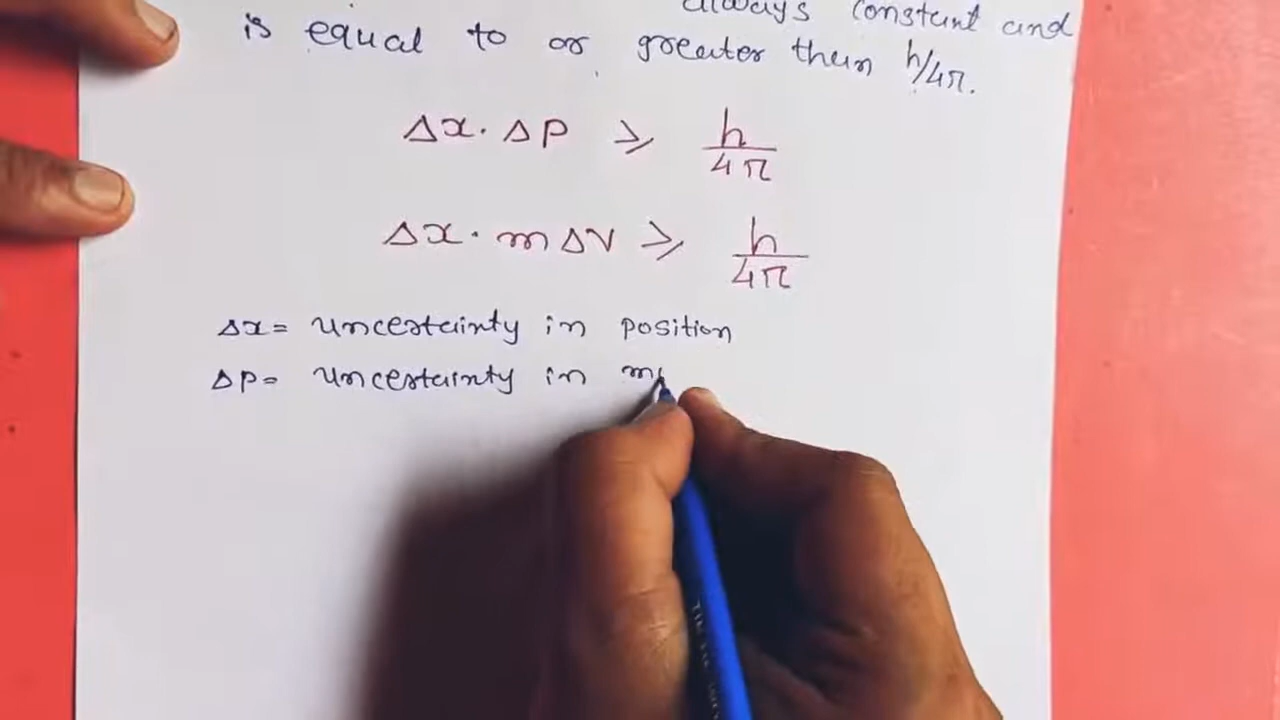 always constant and
is equal to or greater then h/4π.
Δx. Δp ≥ h/4π
Δx. mΔv ≥ h/4π
Δx= uncertainty in position
Δp= uncertainty in m